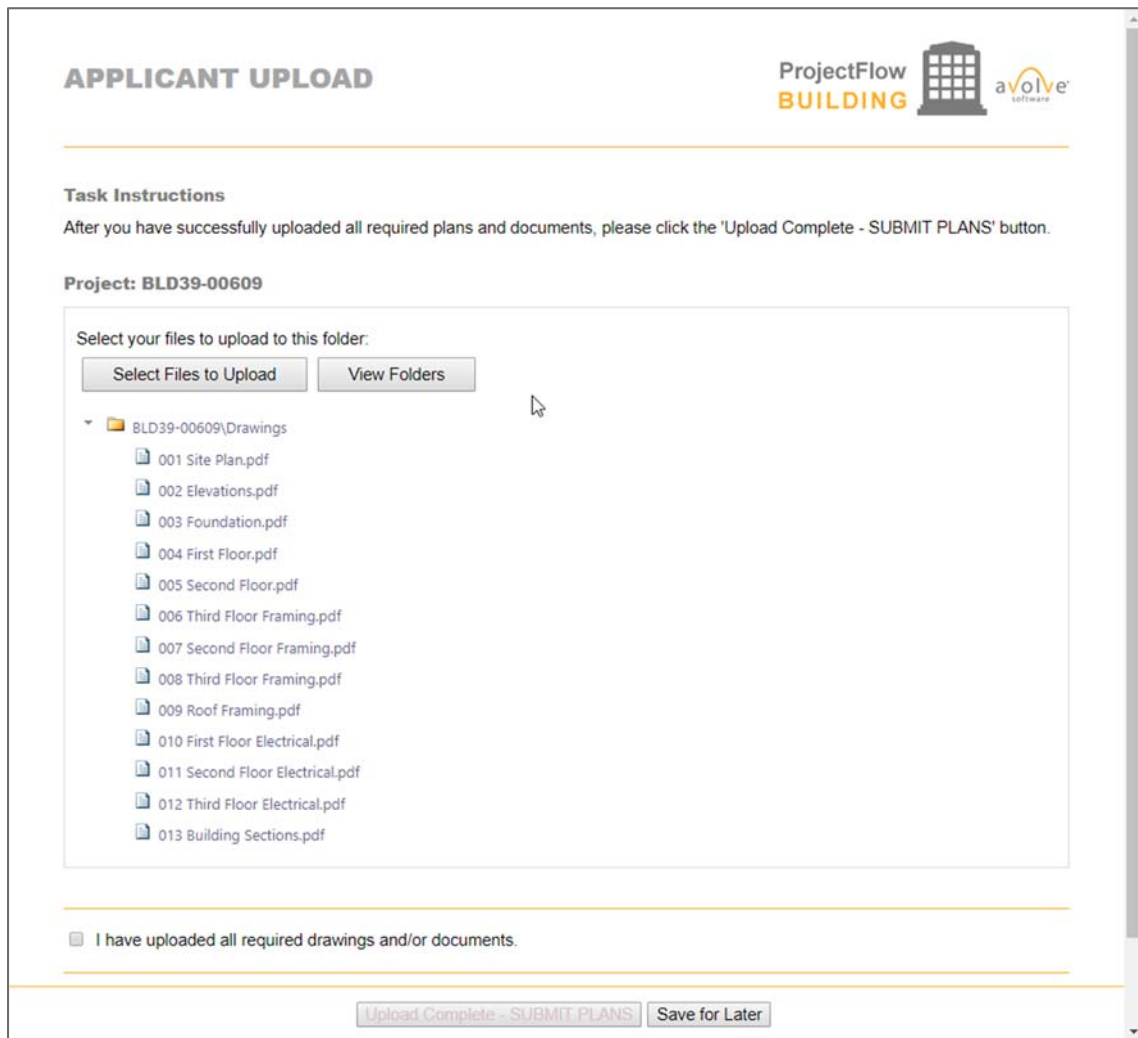 APPLICANT UPLOAD
ProjectFlow
BUILDING
avolve
software
Task Instructions
After you have successfully uploaded all required plans and documents, please click the 'Upload Complete - SUBMIT PLANS' button.
Project: BLD39-00609
Select your files to upload to this folder:
Select Files to Upload View Folders
BLD39-00609\Drawings
001 Site Plan.pdf
002 Elevations.pdf
003 Foundation.pdf
004 First Floor.pdf
005 Second Floor.pdf
006 Third Floor Framing.pdf
007 Second Floor Framing.pdf
008 Third Floor Framing.pdf
009 Roof Framing.pdf
010 First Floor Electrical.pdf
011 Second Floor Electrical.pdf
012 Third Floor Electrical.pdf
013 Building Sections.pdf
I have uploaded all required drawings and/or documents.
Upload Complete - SUBMIT PLANS Save for Later